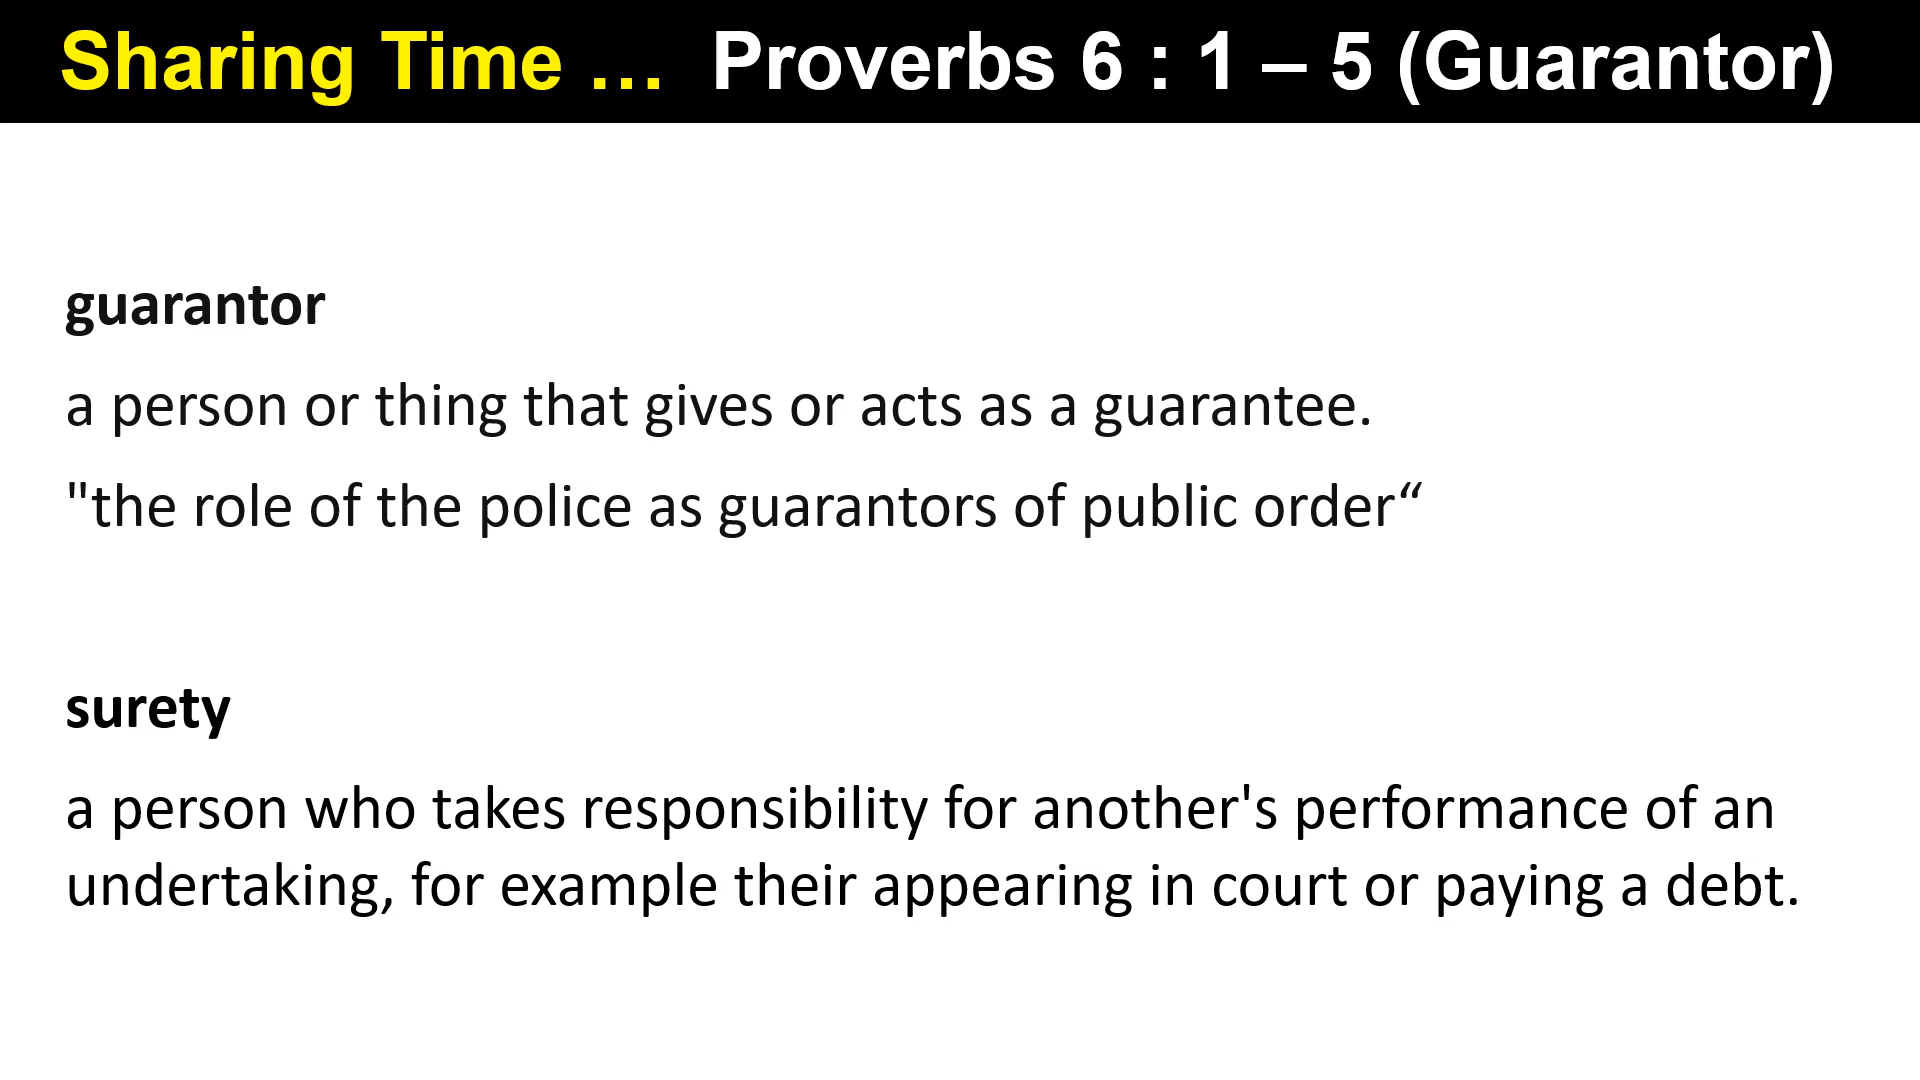 Sharing Time … Proverbs 6 : 1 – 5 (Guarantor)
guarantor
a person or thing that gives or acts as a guarantee.
"the role of the police as guarantors of public order“
surety
a person who takes responsibility for another's performance of an
undertaking, for example their appearing in court or paying a debt.